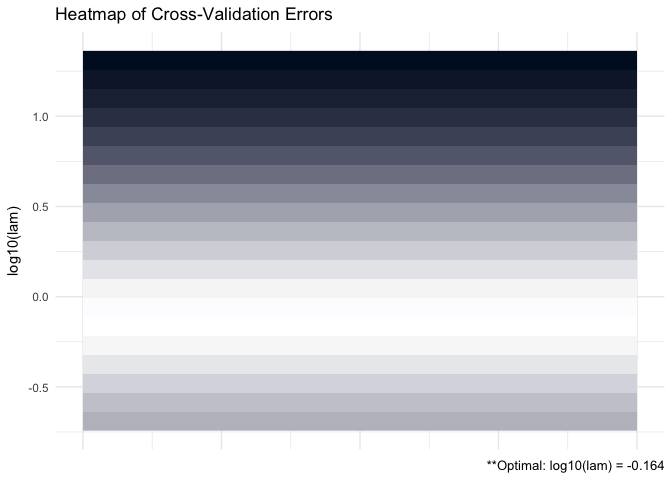 Heatmap of Cross-Validation Errors
1.0
0.5
0.0
-0.5
log10(lam)
**Optimal: log10(lam) = -0.164